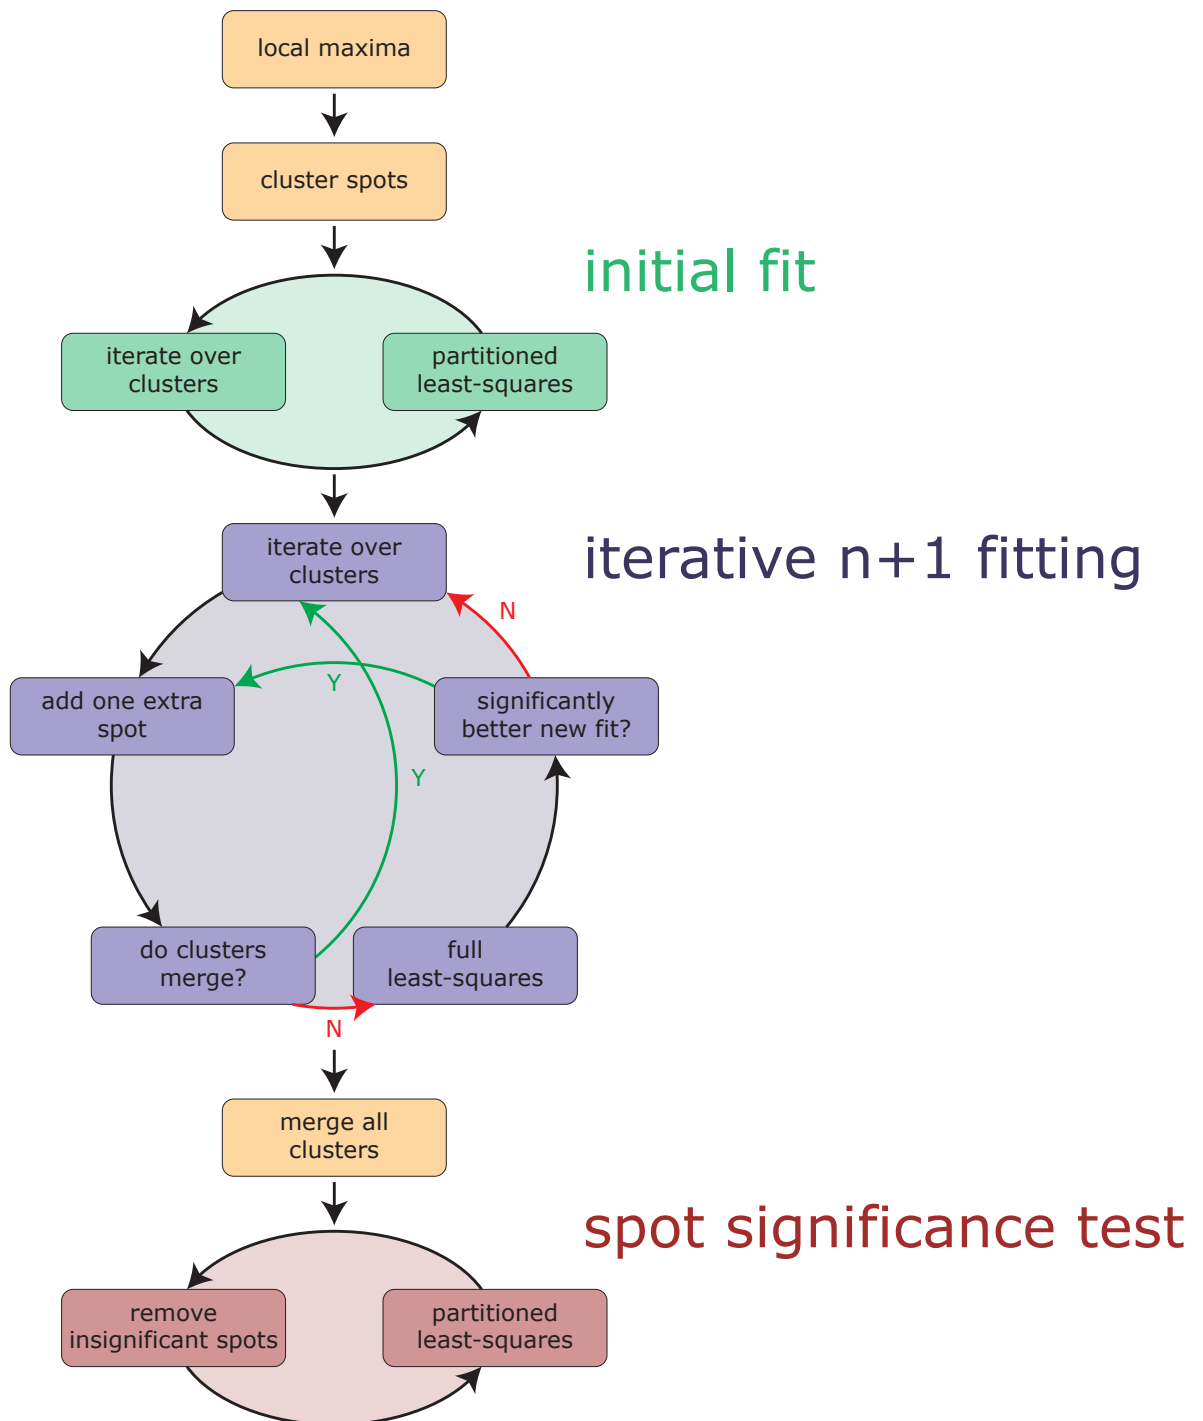 local maxima
cluster spots
initial fit
iterate over
clusters
partitioned
least-squares
iterative n+1 fitting
iterate over
clusters
N
Y
add one extra
spot
significantly
better new fit?
Y
do clusters
merge?
full
least-squares
N
merge all
clusters
spot significance test
remove
insignificant spots
partitioned
least-squares